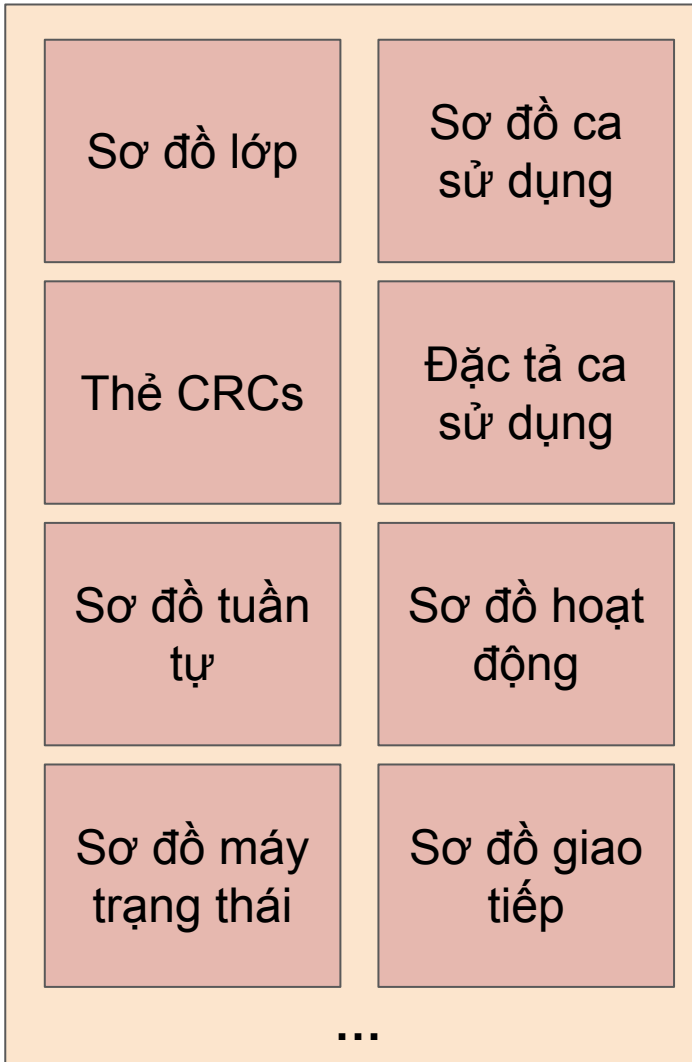 Sơ đồ lớp
Sơ đồ ca
sử dụng
Thẻ CRCs
Đặc tả ca
sử dụng
Sơ đồ tuần
tự
Sơ đồ hoạt
động
Sơ đồ máy
trạng thái
Sơ đồ giao
tiếp
...